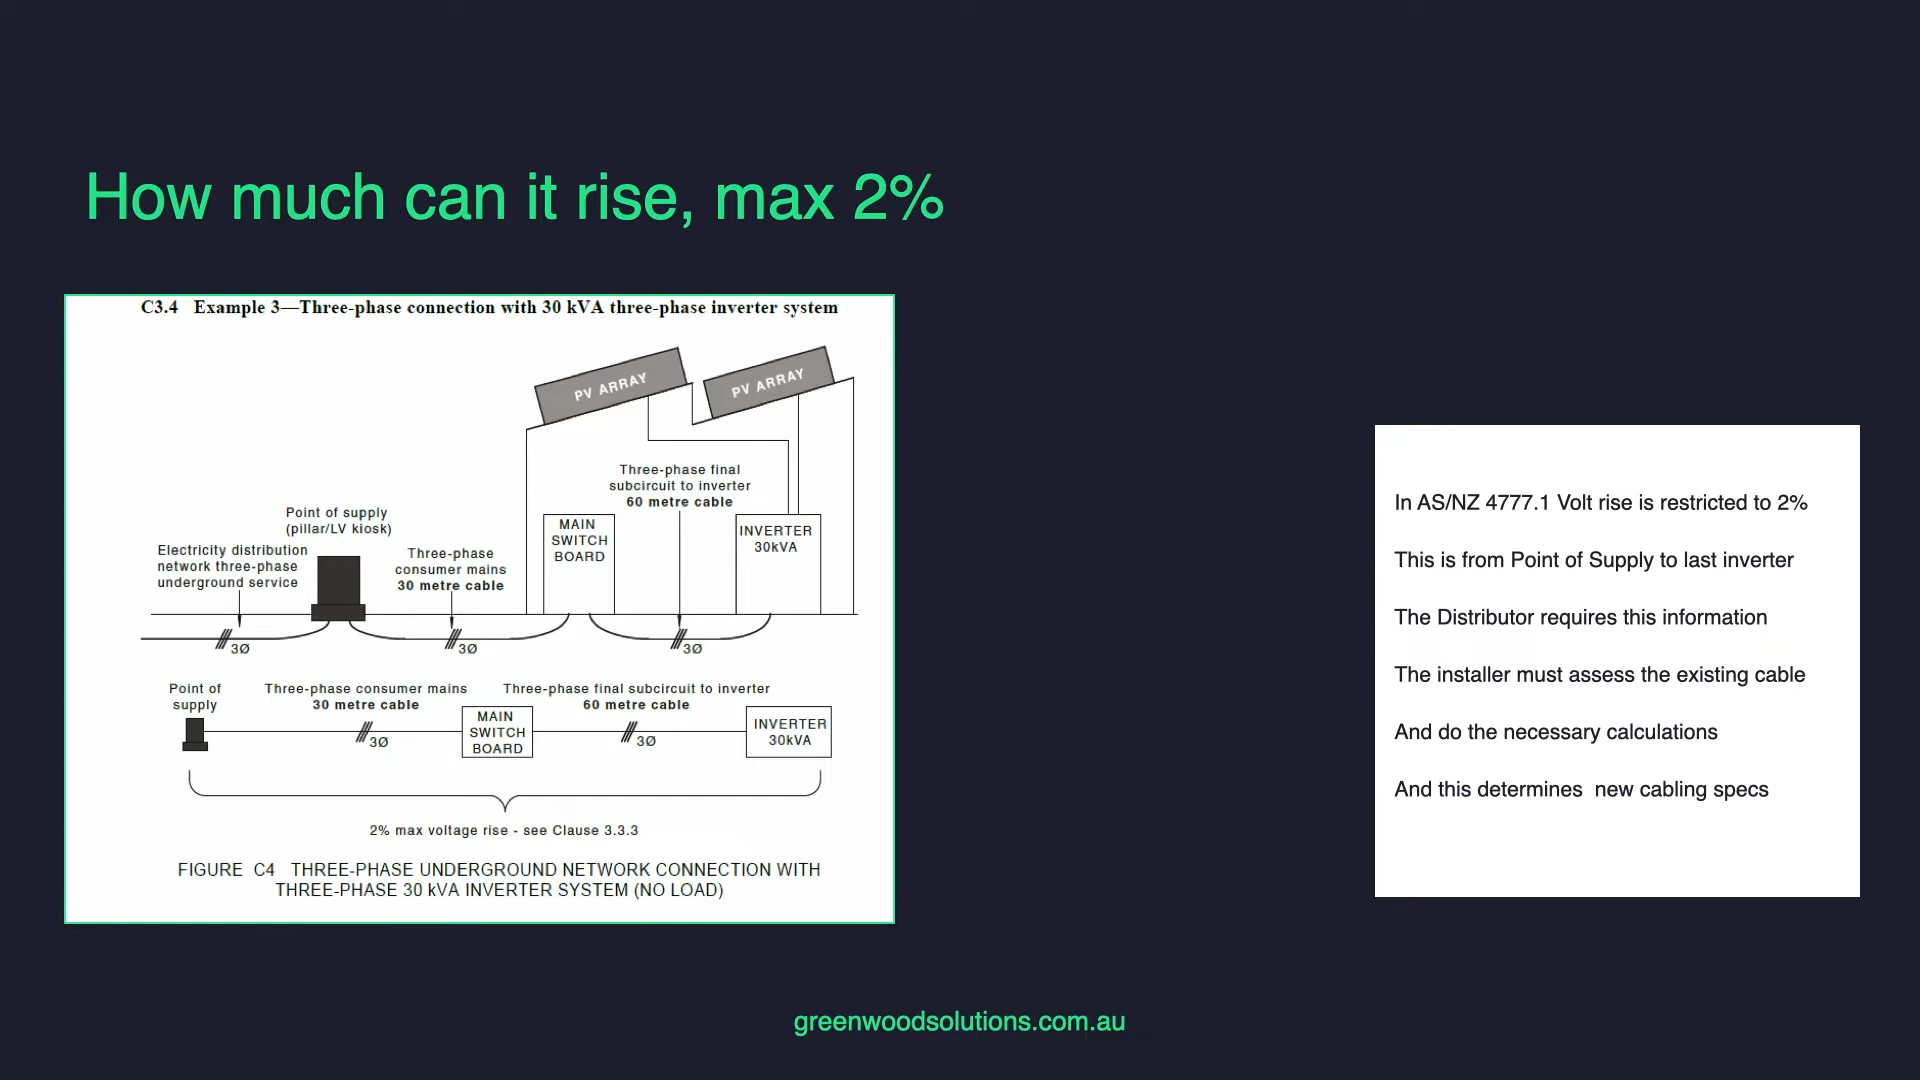 How much can it rise, max 2%
C3.4 Example 3—Three-phase connection with 30 kVA three-phase inverter system
PV ARRAY
PV ARRAY
Three-phase final
subcircuit to inverter
60 metre cable
Point of supply
(pillar/LV kiosk)
Electricity distribution
network three-phase
underground service
Three-phase
consumer mains
30 metre cable
MAIN
SWITCH
BOARD
INVERTER
30kVA
3Ø
3Ø
3Ø
Point of
supply
Three-phase consumer mains
30 metre cable
Three-phase final subcircuit to inverter
60 metre cable
3Ø
MAIN
SWITCH
BOARD
3Ø
INVERTER
30kVA
2% max voltage rise - see Clause 3.3.3
FIGURE C4 THREE-PHASE UNDERGROUND NETWORK CONNECTION WITH
THREE-PHASE 30 kVA INVERTER SYSTEM (NO LOAD)
In AS/NZ 4777.1 Volt rise is restricted to 2%
This is from Point of Supply to last inverter
The Distributor requires this information
The installer must assess the existing cable
And do the necessary calculations
And this determines  new cabling specs
greenwoodsolutions.com.au